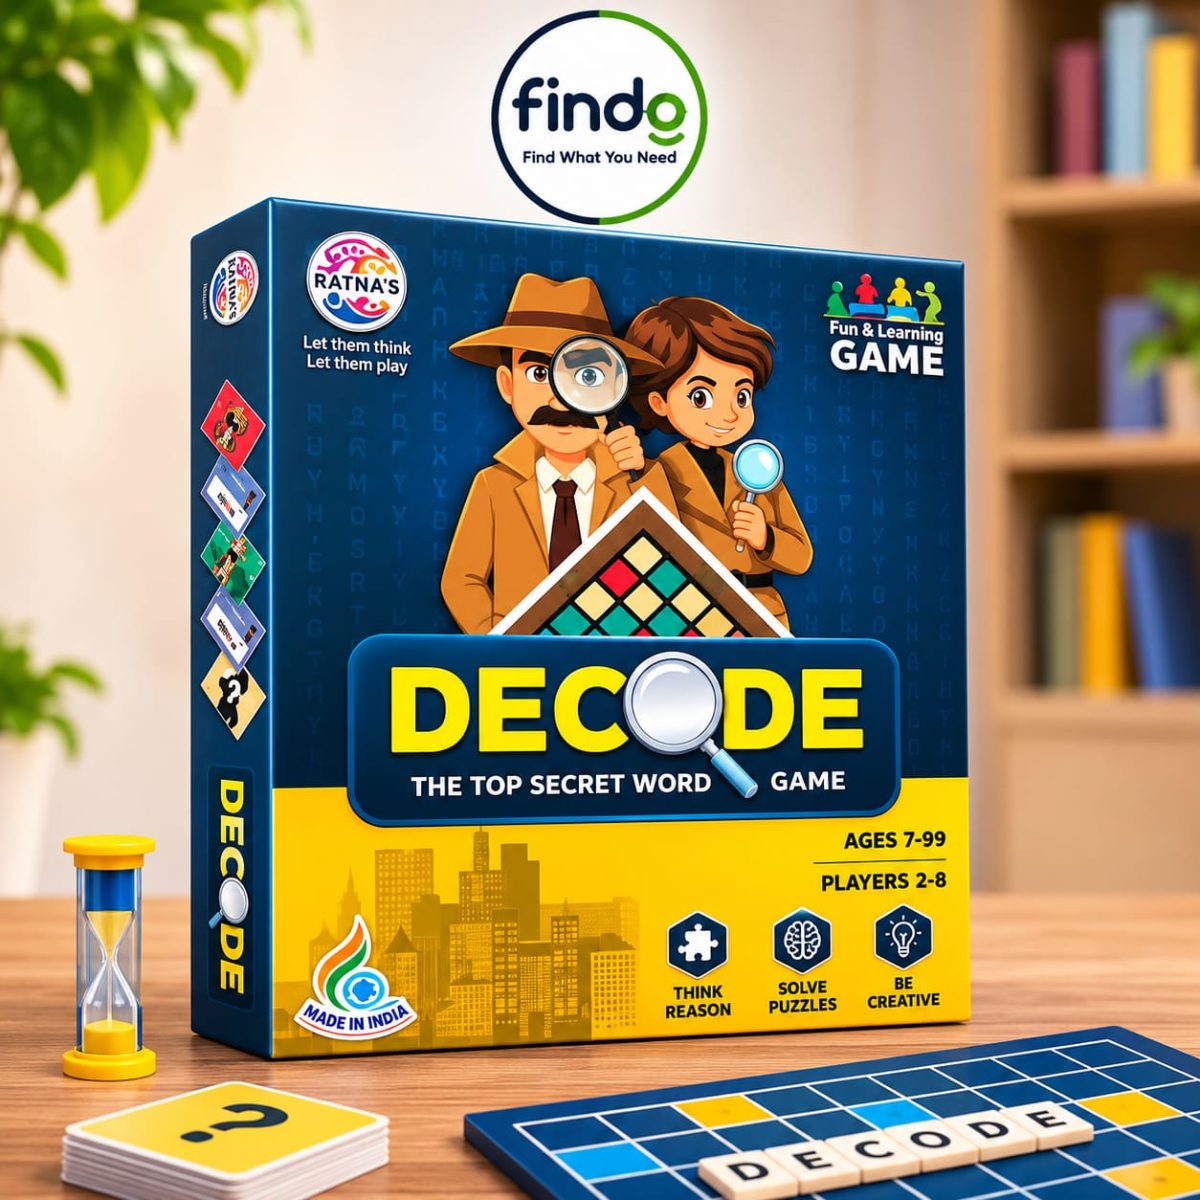 findo
Find What You Need
RATNA'S
Let them think
Let them play
Fun & Learning
GAME
DECODE
THE TOP SECRET WORD GAME
AGES 7-99
PLAYERS 2-8
THINK
REASON
SOLVE
PUZZLES
BE
CREATIVE
MADE IN INDIA
RATNA'S
?
DECODE
?
DECODE